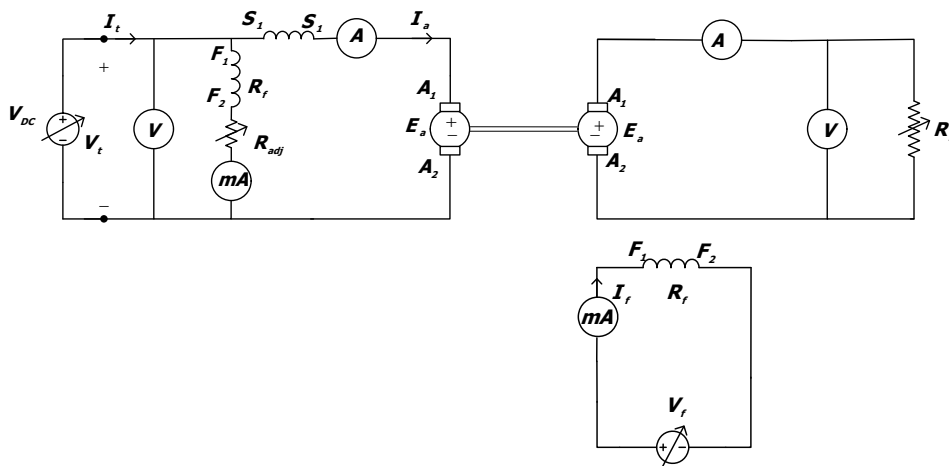 I_t S_1 S_1 A I_a
+ F_1 F_2 R_f
V_DC + − V_t V R_adj mA
−
A_1 E_a + − A_2
A_1 + − E_a A_2
A V R
F_1 F_2
I_f R_f
mA
V_f
+ −